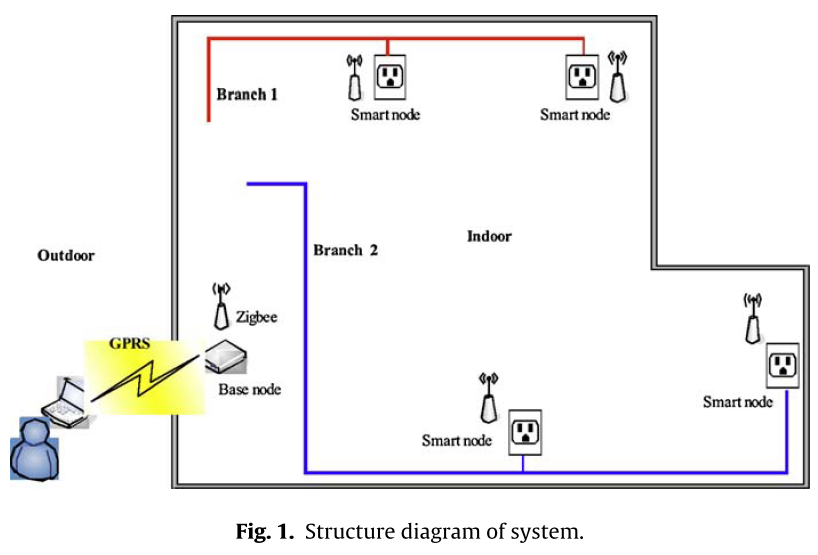 Branch 1
Smart node
Smart node
Branch 2
Indoor
Outdoor
Zigbee
GPRS
Base node
Smart node
Smart node
Fig. 1. Structure diagram of system.